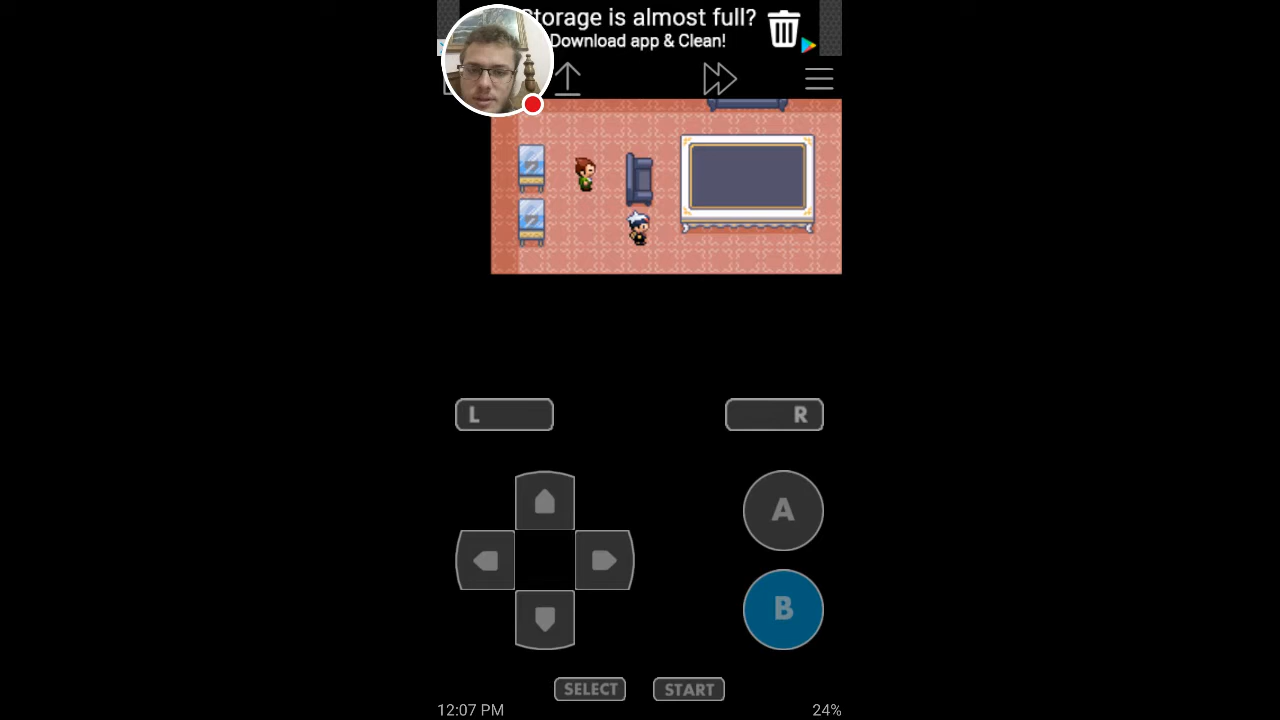 Storage is almost full?
Download app & Clean!
L
R
A
B
SELECT
START
12:07 PM
24%